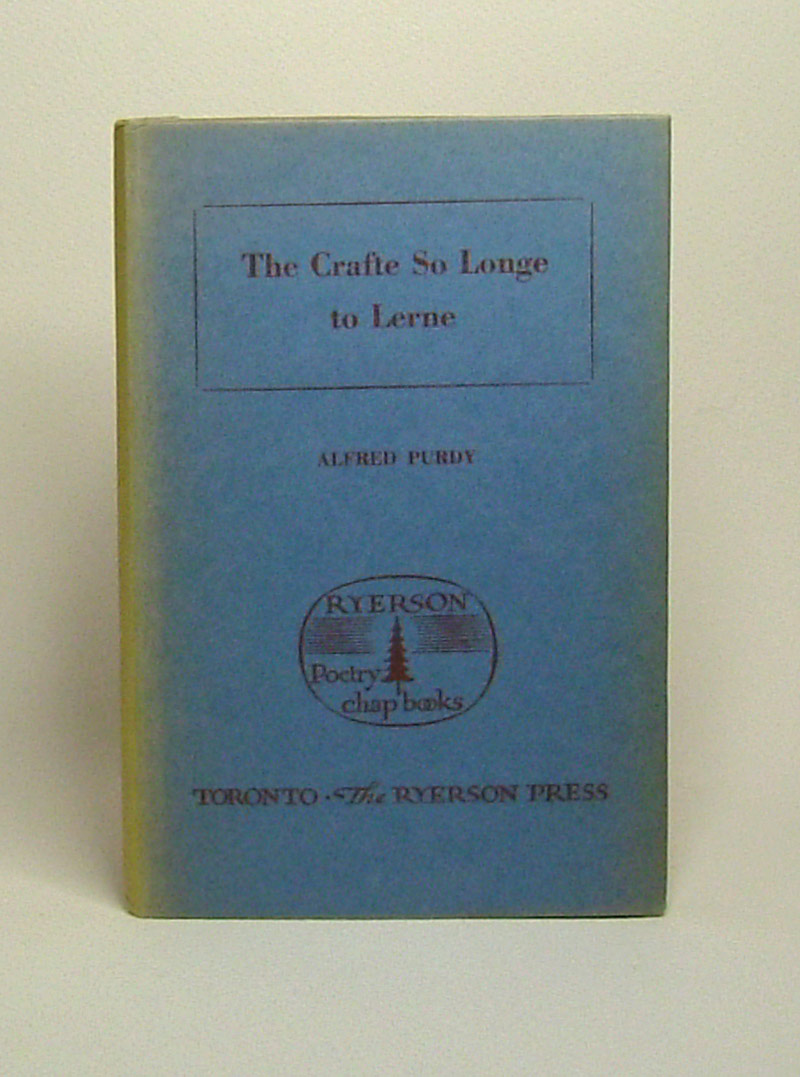 The Crafte So Longe
to Lerne
ALFRED PURDY
RYERSON
Poetry
chap books
TORONTO · The RYERSON PRESS